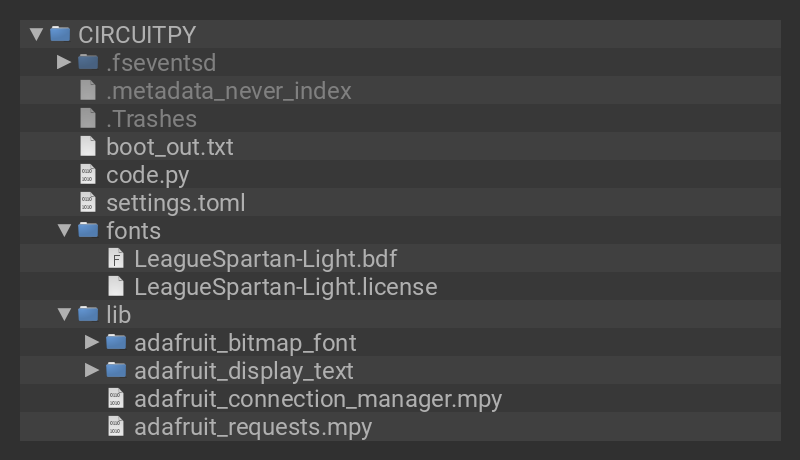 CIRCUITPY
.fseventsd
.metadata_never_index
.Trashes
boot_out.txt
code.py
settings.toml
fonts
LeagueSpartan-Light.bdf
LeagueSpartan-Light.license
lib
adafruit_bitmap_font
adafruit_display_text
adafruit_connection_manager.mpy
adafruit_requests.mpy